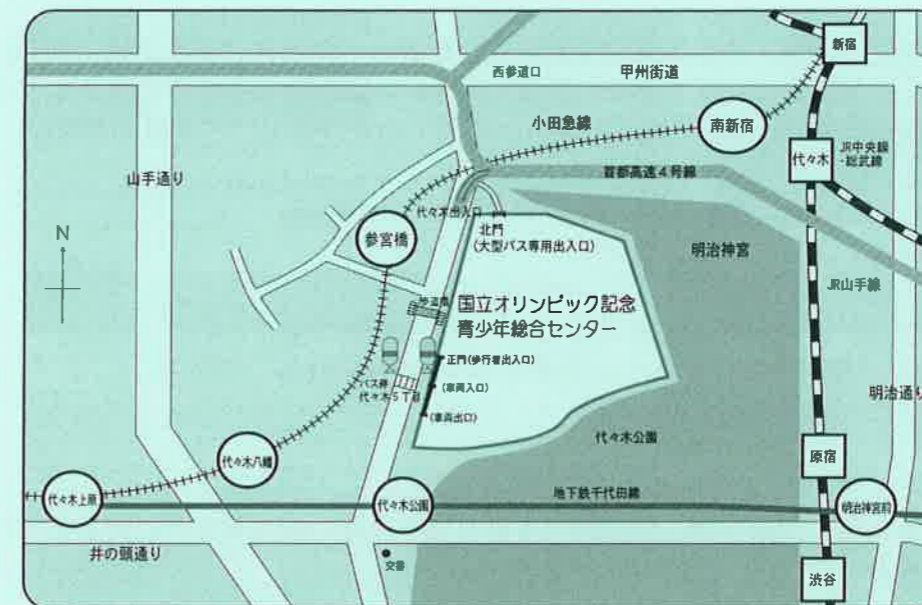 新宿
西参道口
甲州街道
小田急線
南新宿
代々木
JR中央線
・総武線
首都高速4号線
山手通り
代々木出入口
参宮橋
北門
(大型バス専用出入口)
明治神宮
N
JR山手線
歩道橋
国立オリンピック記念
青少年総合センター
正門(歩行者出入口)
バス停
代々木5丁目
(車両入口)
(車両出口)
明治通り
代々木公園
原宿
代々木八幡
代々木上原
代々木公園
地下鉄千代田線
明治神宮前
井の頭通り
交番
渋谷